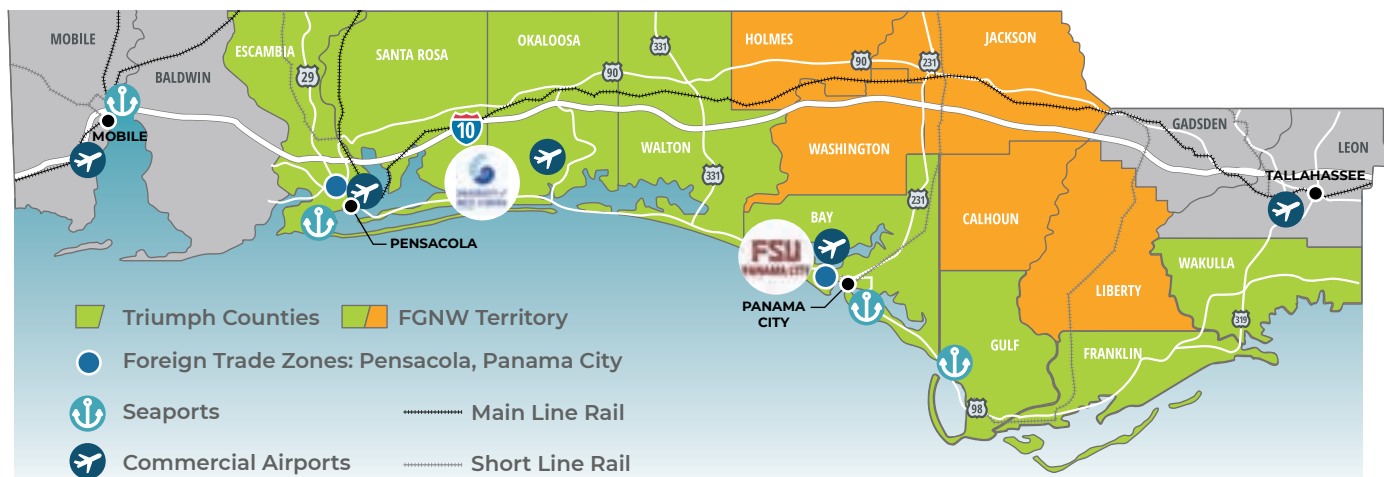 MOBILE
BALDWIN
ESCAMBIA
SANTA ROSA
OKALOOSA
HOLMES
JACKSON
331
90
29
90
231
10
MOBILE
WALTON
WASHINGTON
GADSDEN
LEON
TALLAHASSEE
331
231
PENSACOLA
BAY
CALHOUN
FSU
PANAMA CITY
PANAMA
CITY
LIBERTY
WAKULLA
319
GULF
FRANKLIN
98
Triumph Counties
FGNW Territory
Foreign Trade Zones: Pensacola, Panama City
Seaports
Main Line Rail
Commercial Airports
Short Line Rail